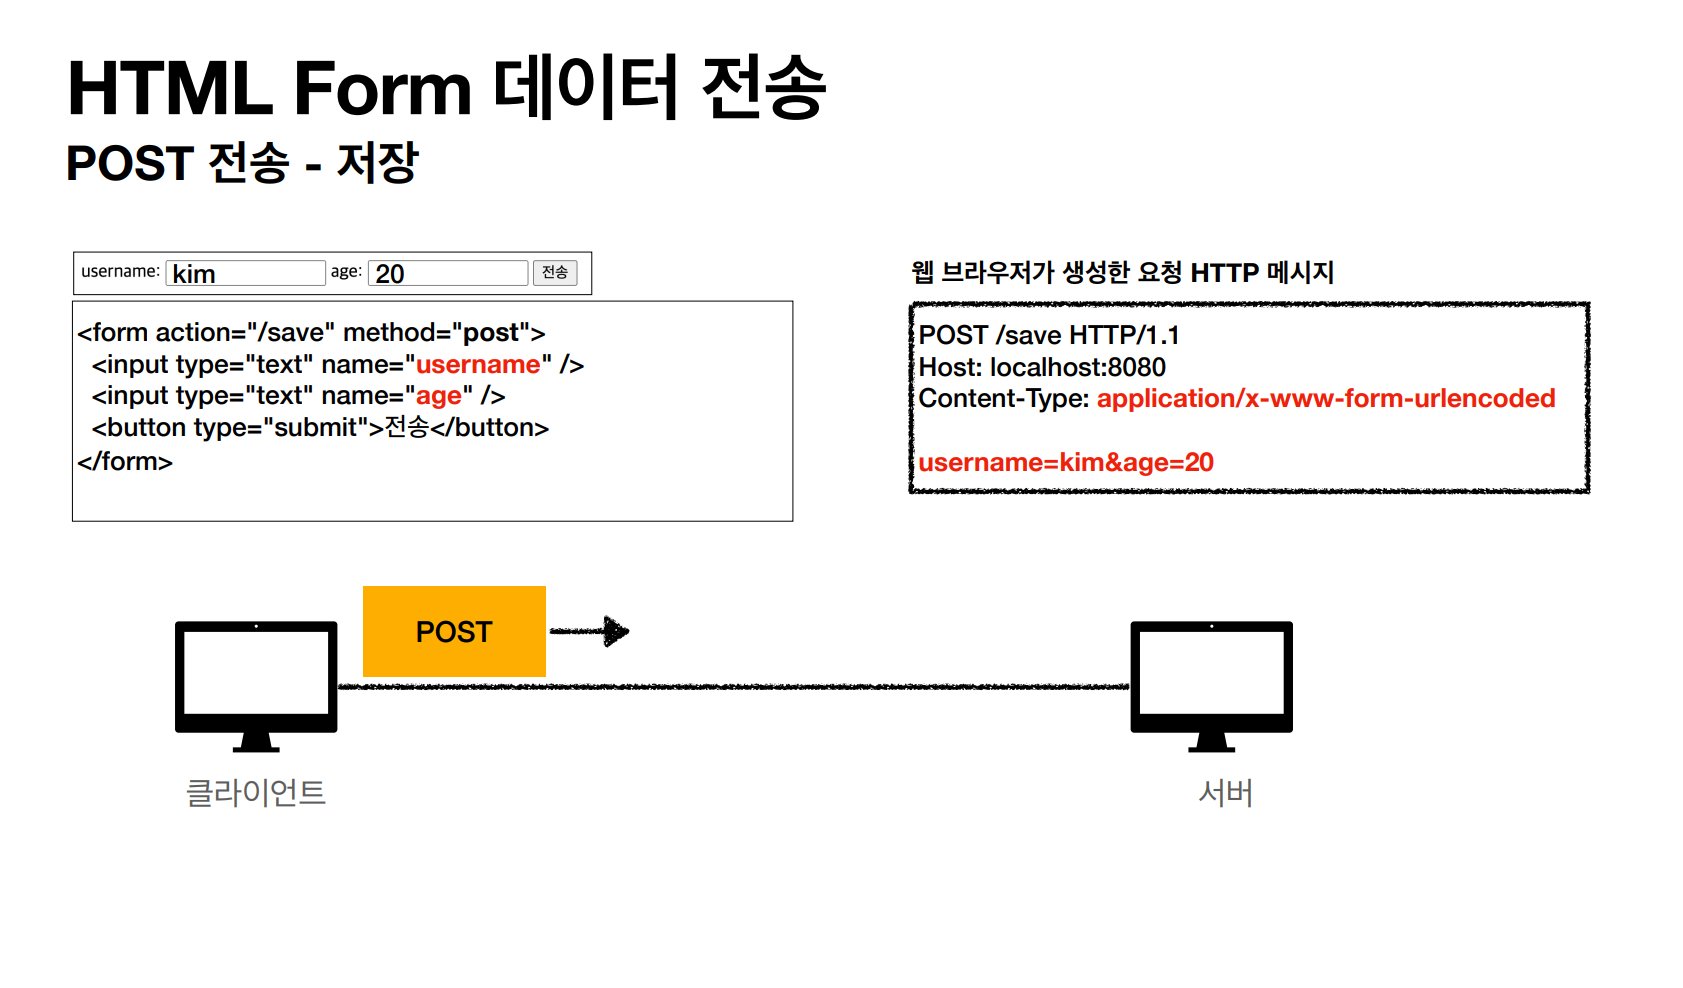 HTML Form 데이터 전송
POST 전송 - 저장
username: kim age: 20 전송
<form action="/save" method="post">
<input type="text" name="username" />
<input type="text" name="age" />
<button type="submit">전송</button>
</form>
웹 브라우저가 생성한 요청 HTTP 메시지
POST /save HTTP/1.1
Host: localhost:8080
Content-Type: application/x-www-form-urlencoded
username=kim&age=20
POST
클라이언트
서버